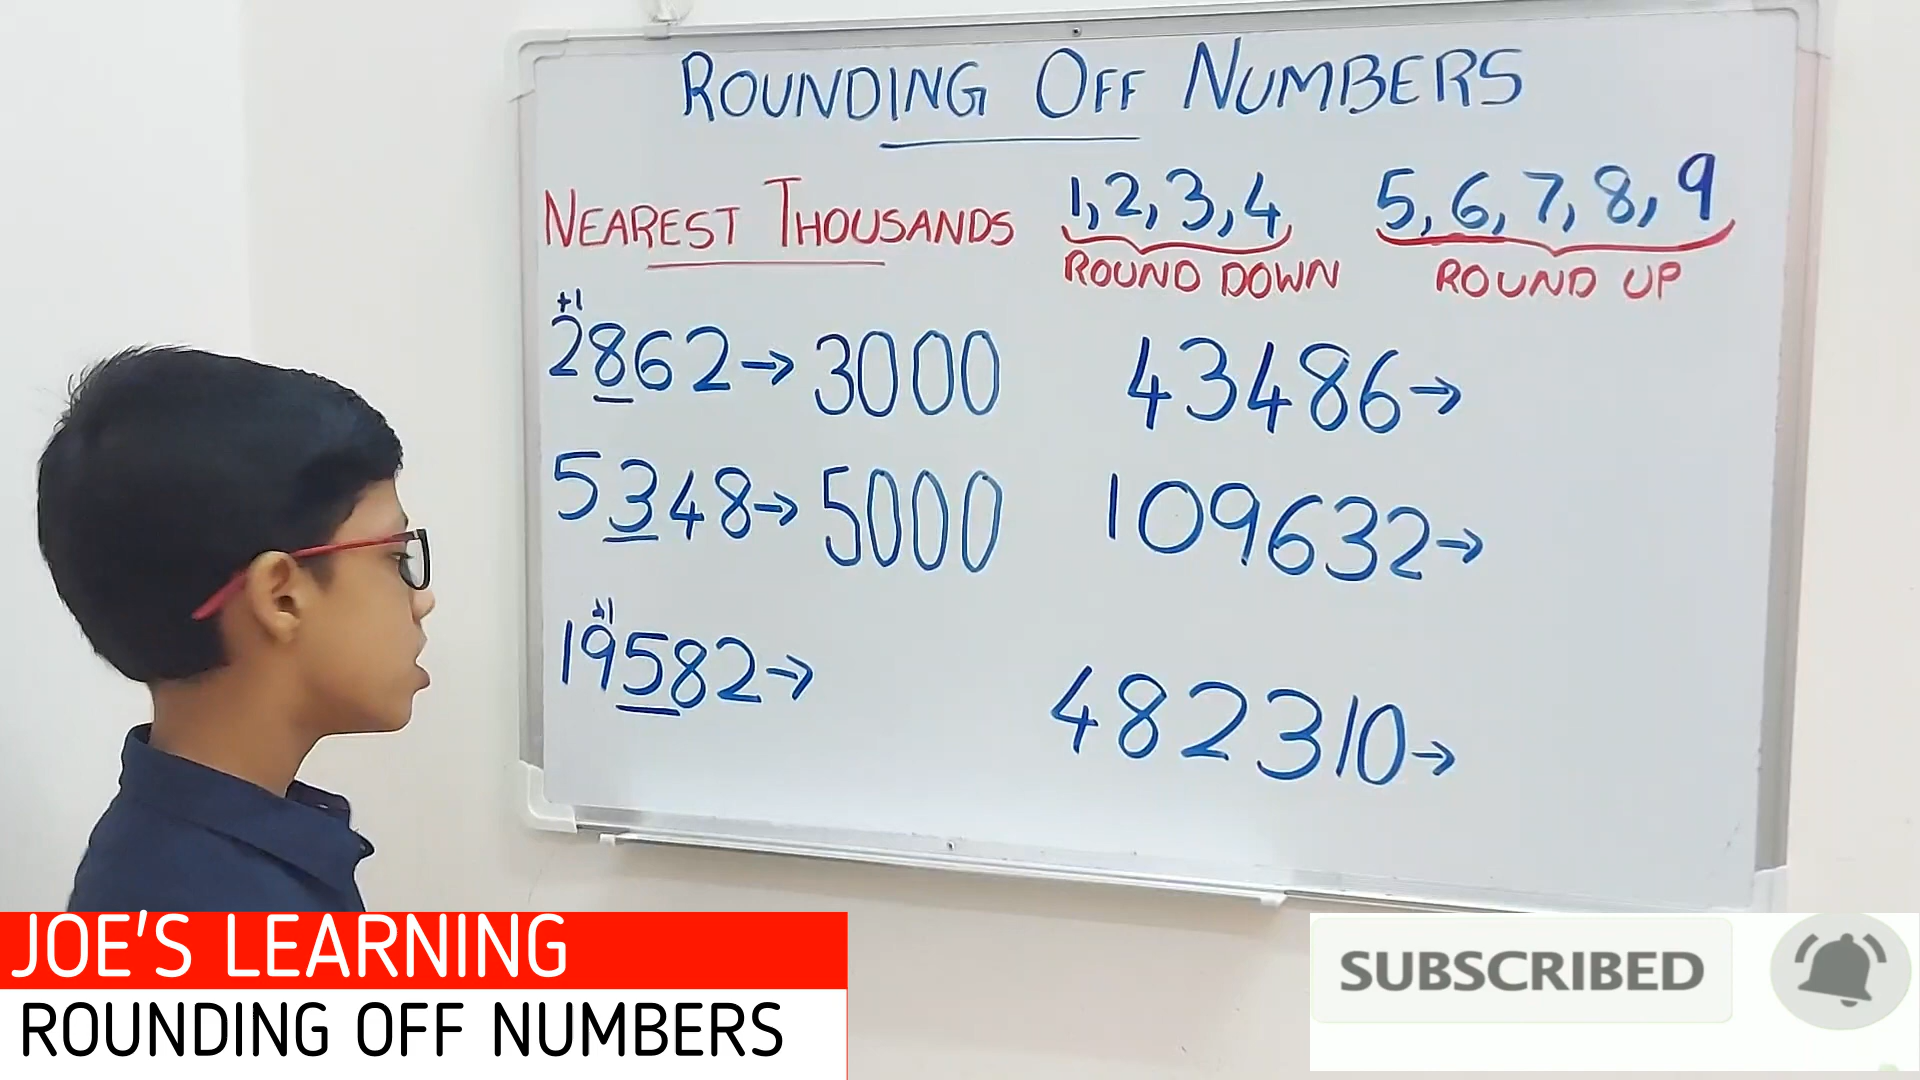 ROUNDING OFF NUMBERS
NEAREST THOUSANDS
1, 2, 3, 4
ROUND DOWN
5, 6, 7, 8, 9
ROUND UP
+1
2862→3000
5348→5000
+1
19582→
43486→
109632→
482310→
JOE'S LEARNING
ROUNDING OFF NUMBERS
SUBSCRIBED